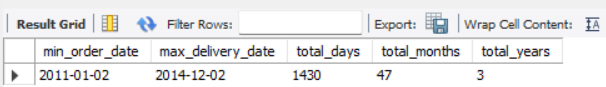 Result Grid Filter Rows: Export: Wrap Cell Content: IA
min_order_date max_delivery_date total_days total_months total_years
2011-01-02 2014-12-02 1430 47 3